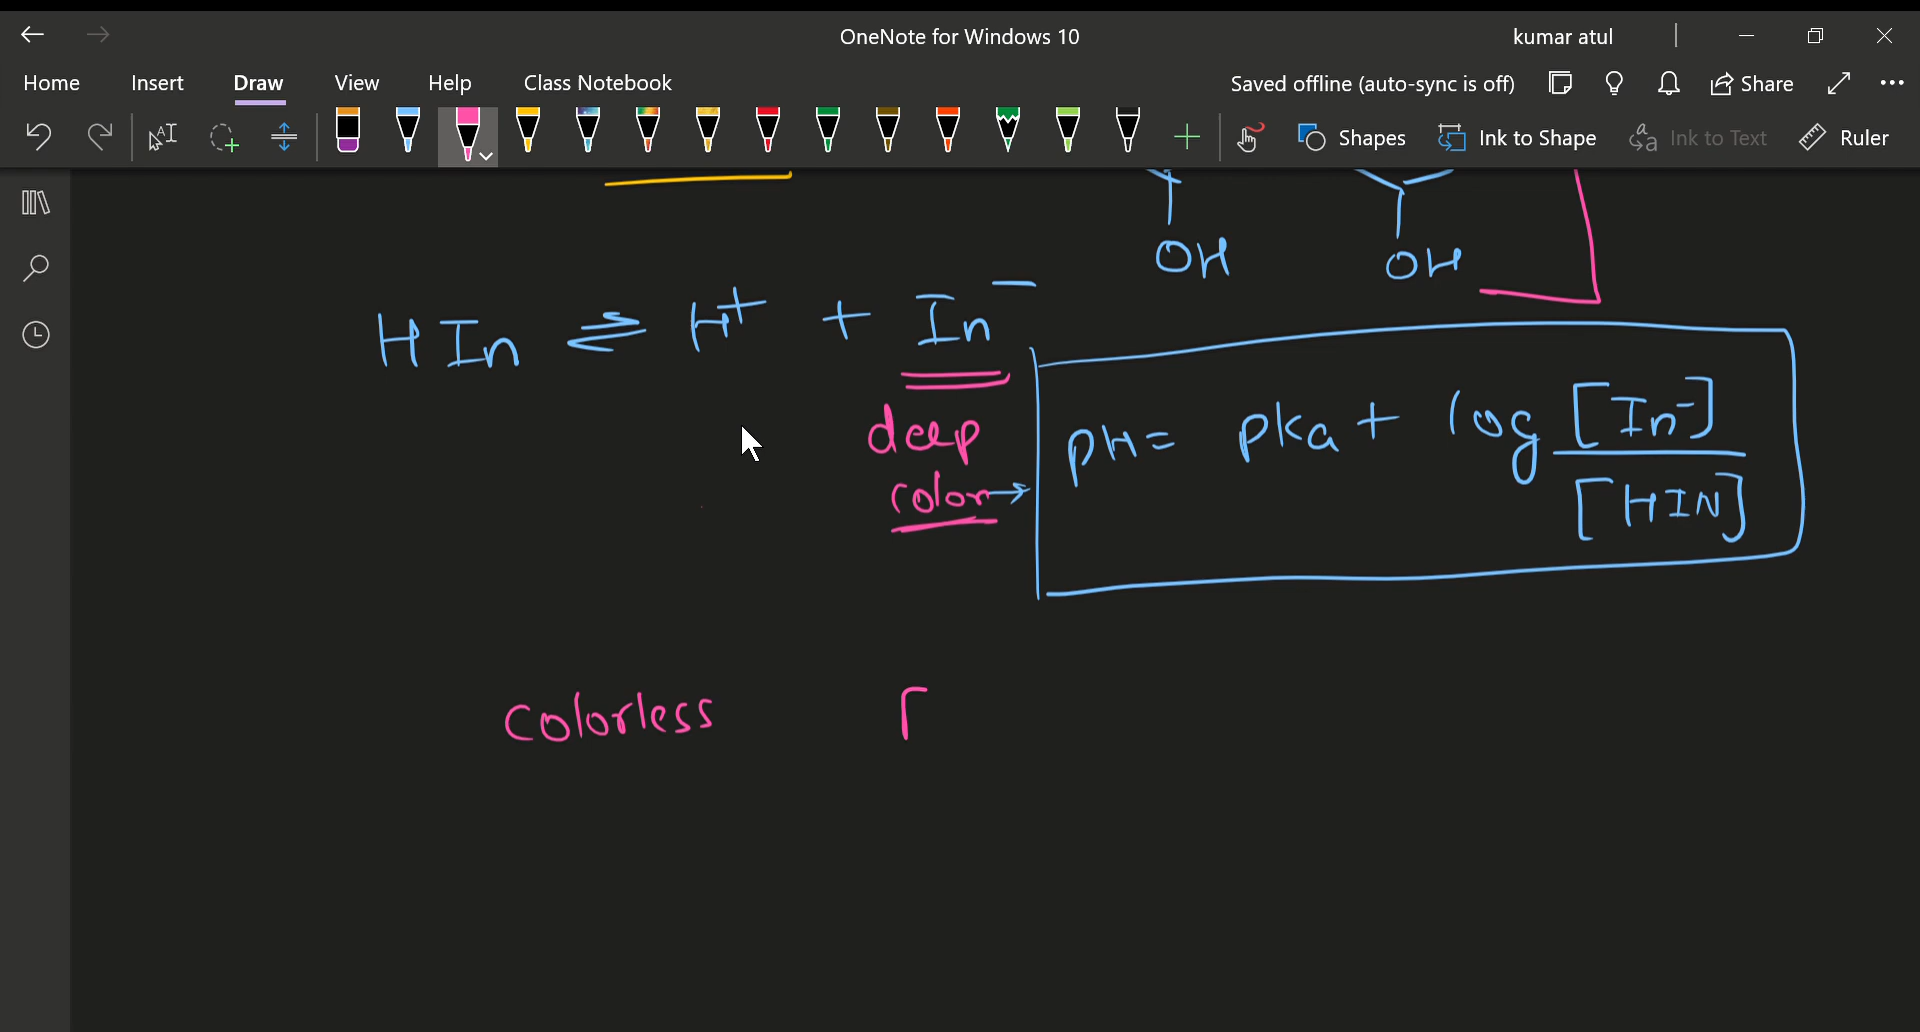 OneNote for Windows 10
kumar atul
Home Insert Draw View Help Class Notebook
Saved offline (auto-sync is off) Share
Shapes Ink to Shape Ink to Text Ruler
OH OH
HIn ⇌ H⁺ + In⁻
deep
color →
pH = pKa + log [In⁻]
[HIN]
colorless [